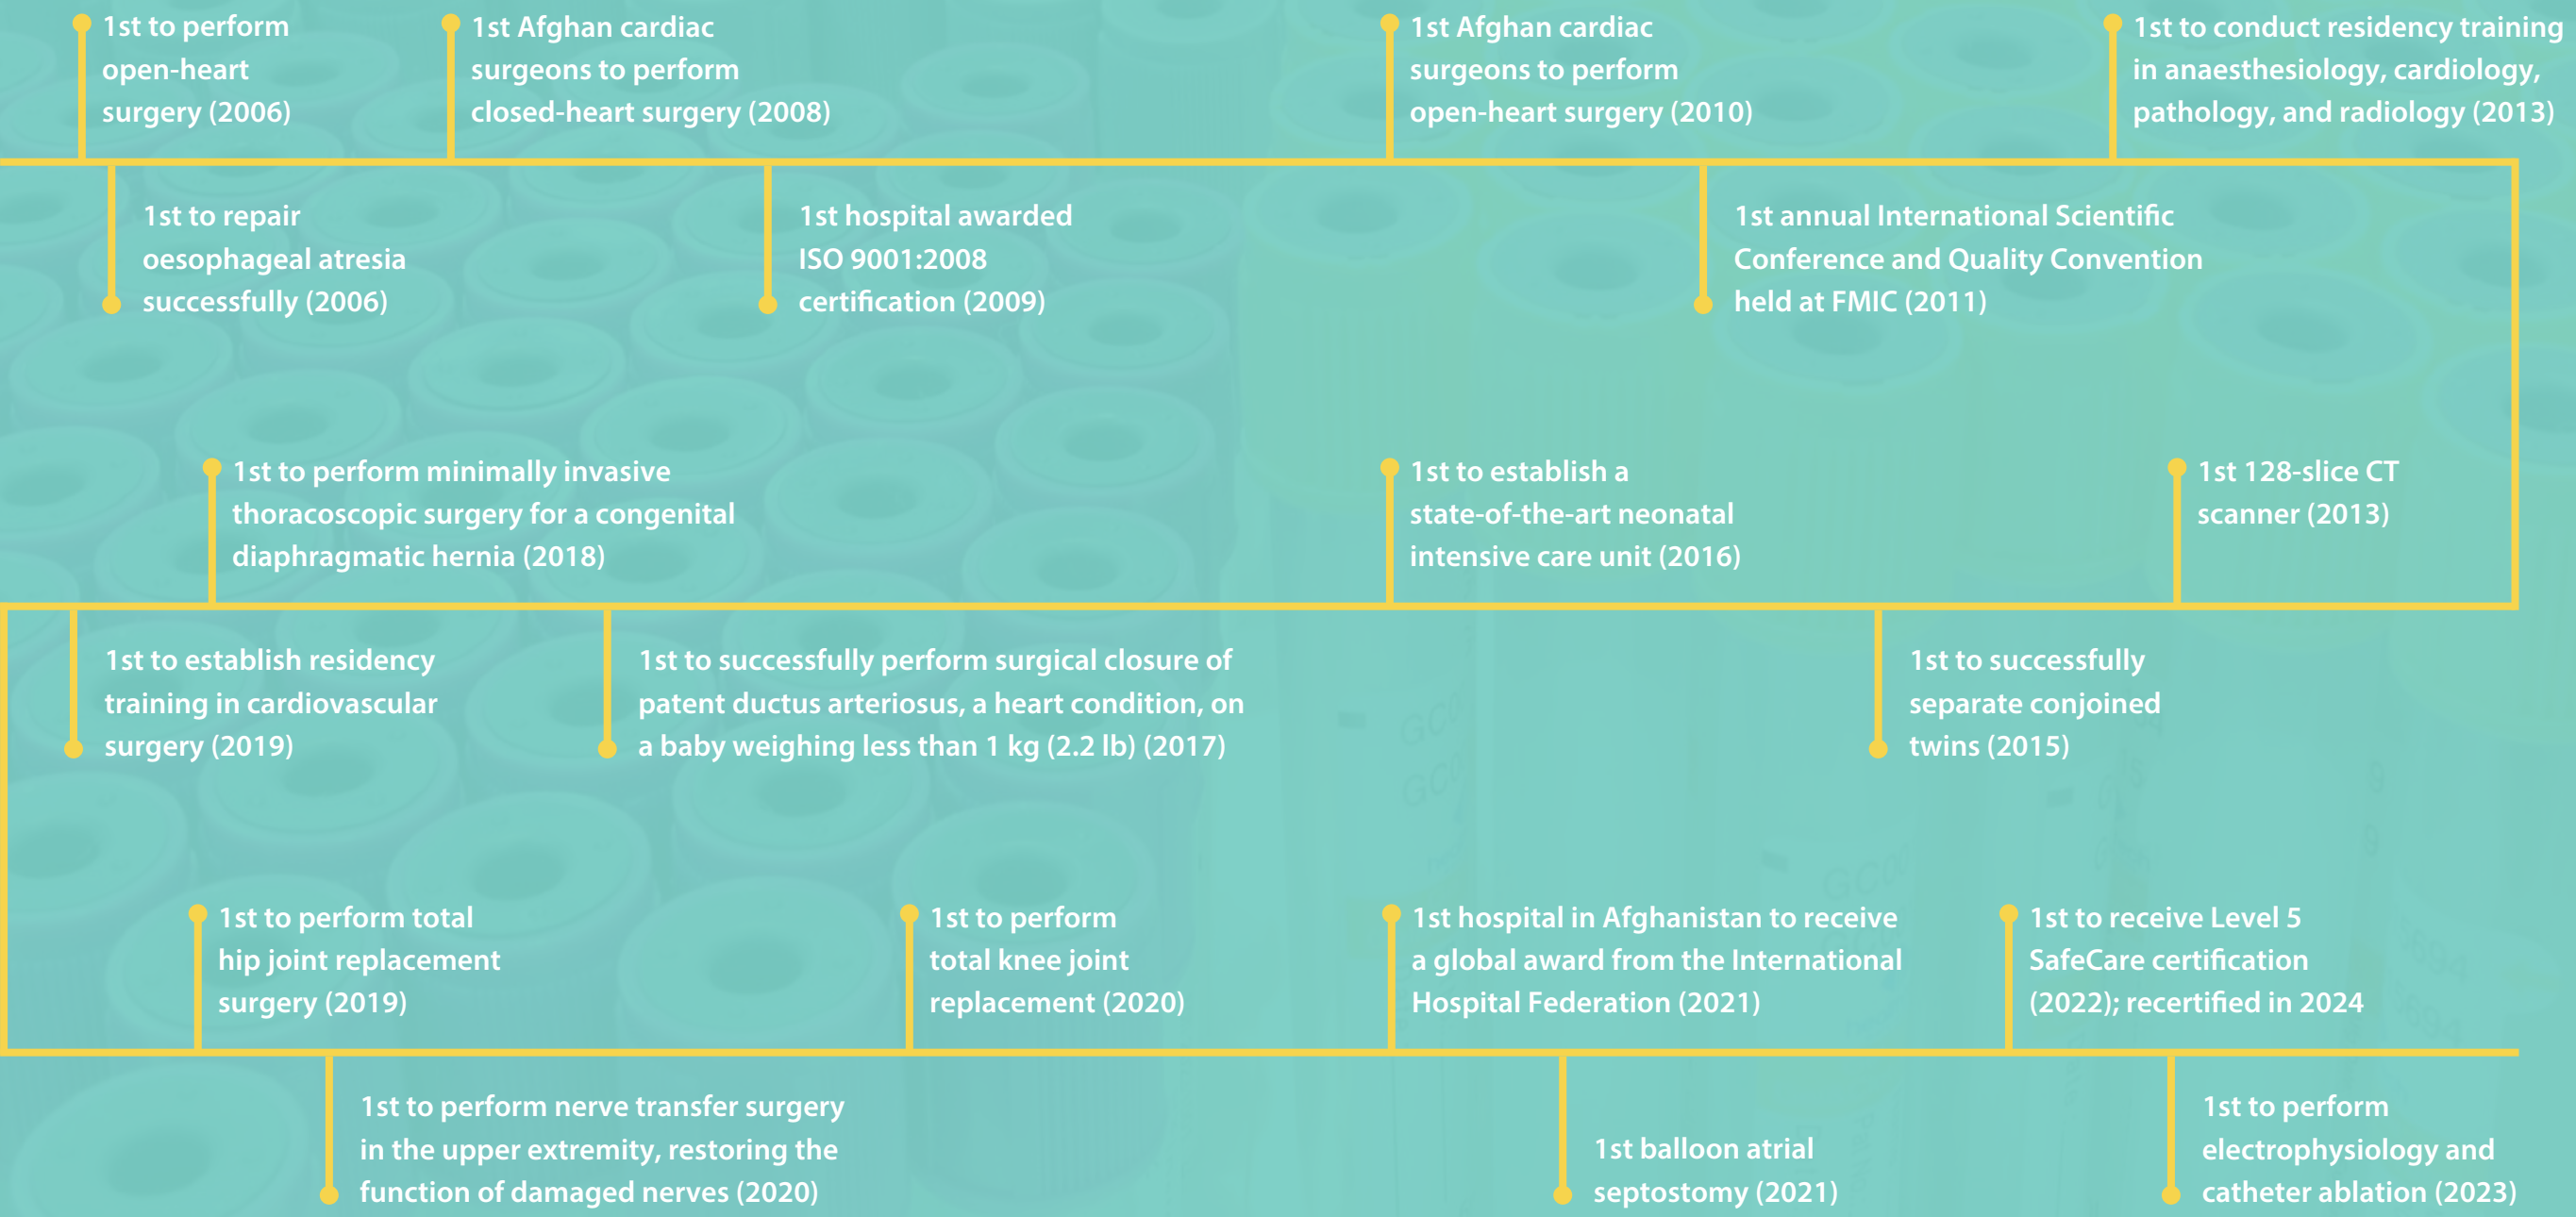 1st to perform
open-heart
surgery (2006)
1st to repair
oesophageal atresia
successfully (2006)
1st Afghan cardiac
surgeons to perform
closed-heart surgery (2008)
1st hospital awarded
ISO 9001:2008
certification (2009)
1st Afghan cardiac
surgeons to perform
open-heart surgery (2010)
1st annual International Scientific
Conference and Quality Convention
held at FMIC (2011)
1st to conduct residency training
in anaesthesiology, cardiology,
pathology, and radiology (2013)
1st 128-slice CT
scanner (2013)
1st to successfully
separate conjoined
twins (2015)
1st to establish a
state-of-the-art neonatal
intensive care unit (2016)
1st to successfully perform surgical closure of
patent ductus arteriosus, a heart condition, on
a baby weighing less than 1 kg (2.2 lb) (2017)
1st to perform minimally invasive
thoracoscopic surgery for a congenital
diaphragmatic hernia (2018)
1st to establish residency
training in cardiovascular
surgery (2019)
1st to perform total
hip joint replacement
surgery (2019)
1st to perform nerve transfer surgery
in the upper extremity, restoring the
function of damaged nerves (2020)
1st to perform
total knee joint
replacement (2020)
1st hospital in Afghanistan to receive
a global award from the International
Hospital Federation (2021)
1st balloon atrial
septostomy (2021)
1st to receive Level 5
SafeCare certification
(2022); recertified in 2024
1st to perform
electrophysiology and
catheter ablation (2023)